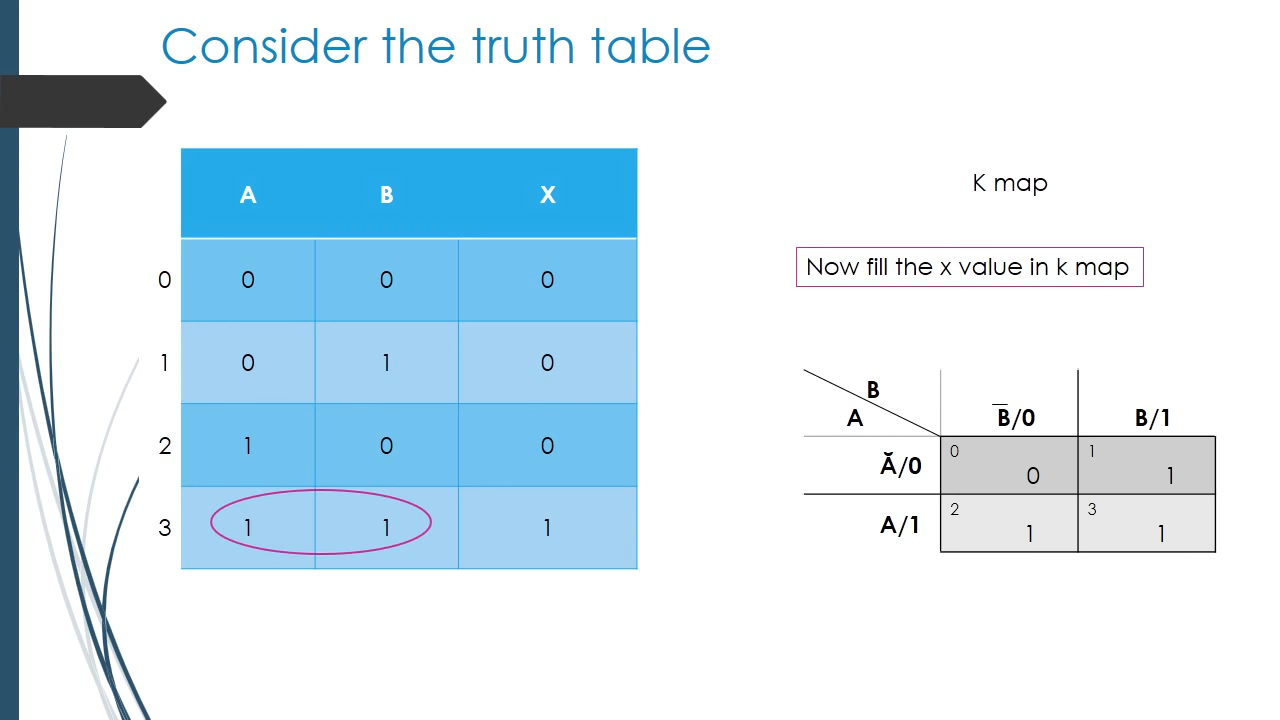 Consider the truth table
A B X
0 0 0 0
1 0 1 0
2 1 0 0
3 1 1 1
K map
Now fill the x value in k map
B
A B̅/0 B/1
Ă/0 0 0 1 1
A/1 2 1 3 1